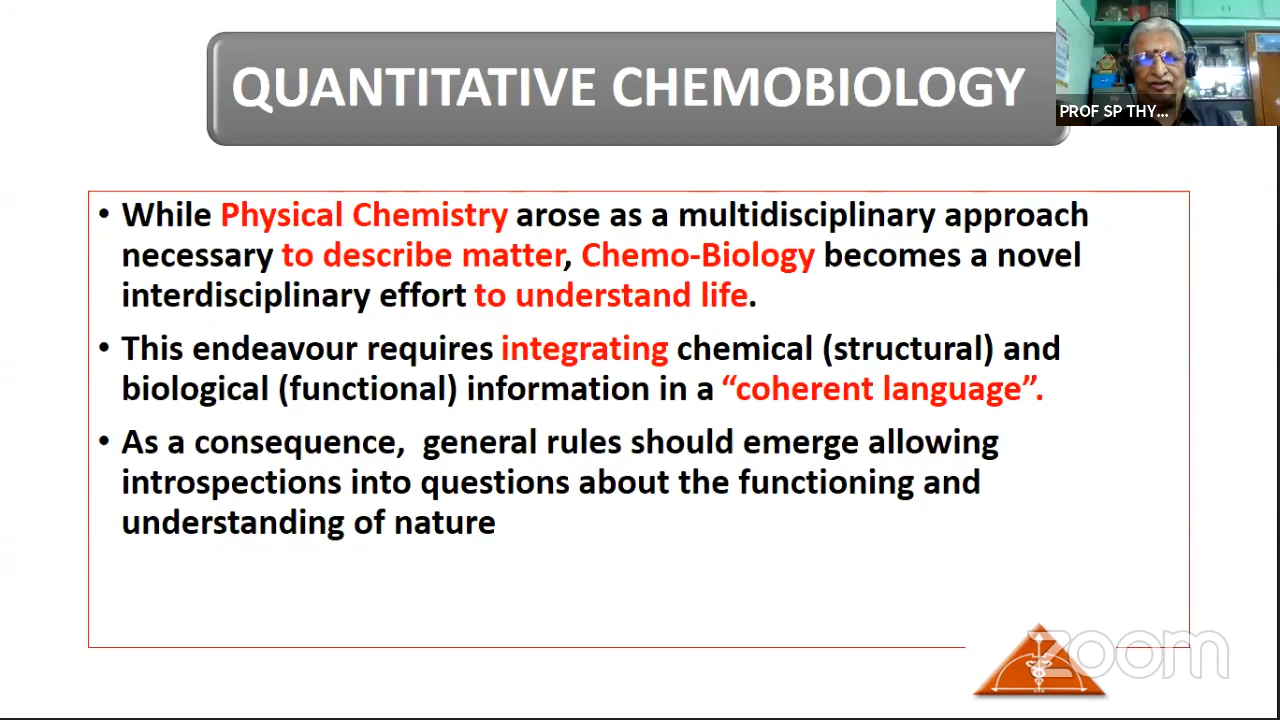 QUANTITATIVE CHEMOBIOLOGY
PROF SP THY...
• While Physical Chemistry arose as a multidisciplinary approach
necessary to describe matter, Chemo-Biology becomes a novel
interdisciplinary effort to understand life.
• This endeavour requires integrating chemical (structural) and
biological (functional) information in a “coherent language”.
• As a consequence,  general rules should emerge allowing
introspections into questions about the functioning and
understanding of nature
zoom